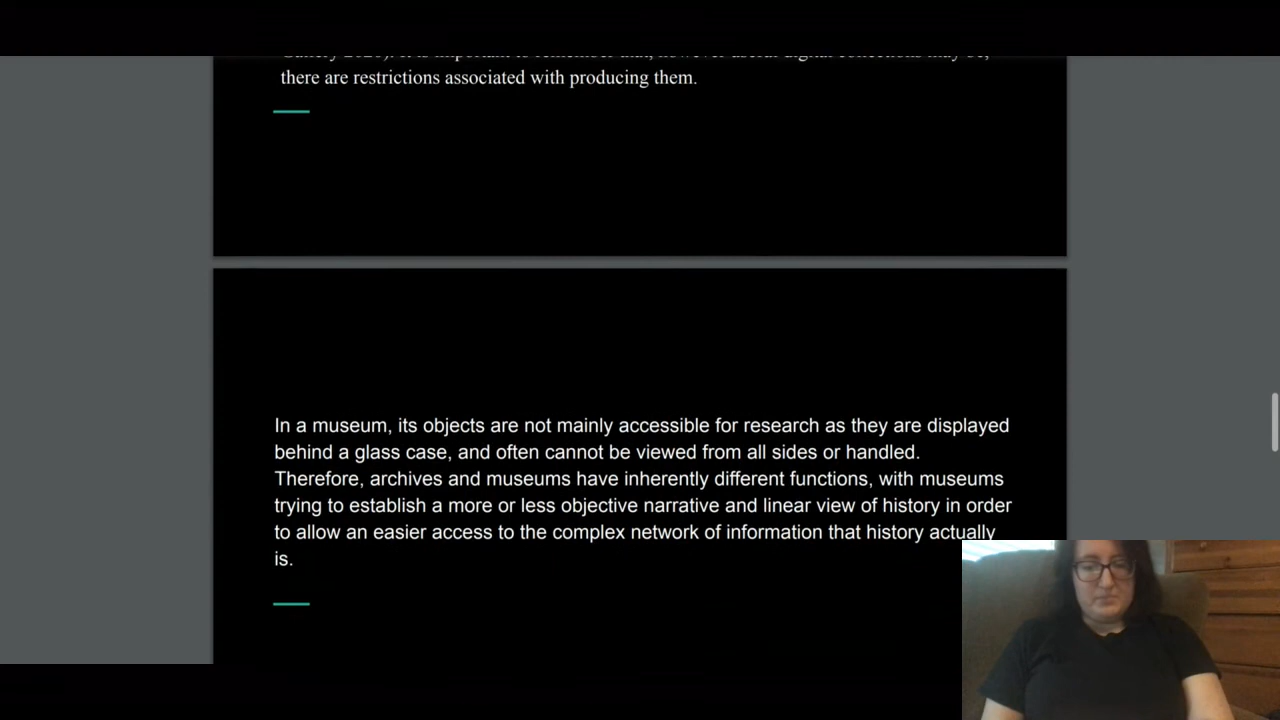 there are restrictions associated with producing them.
In a museum, its objects are not mainly accessible for research as they are displayed
behind a glass case, and often cannot be viewed from all sides or handled.
Therefore, archives and museums have inherently different functions, with museums
trying to establish a more or less objective narrative and linear view of history in order
to allow an easier access to the complex network of information that history actually
is.